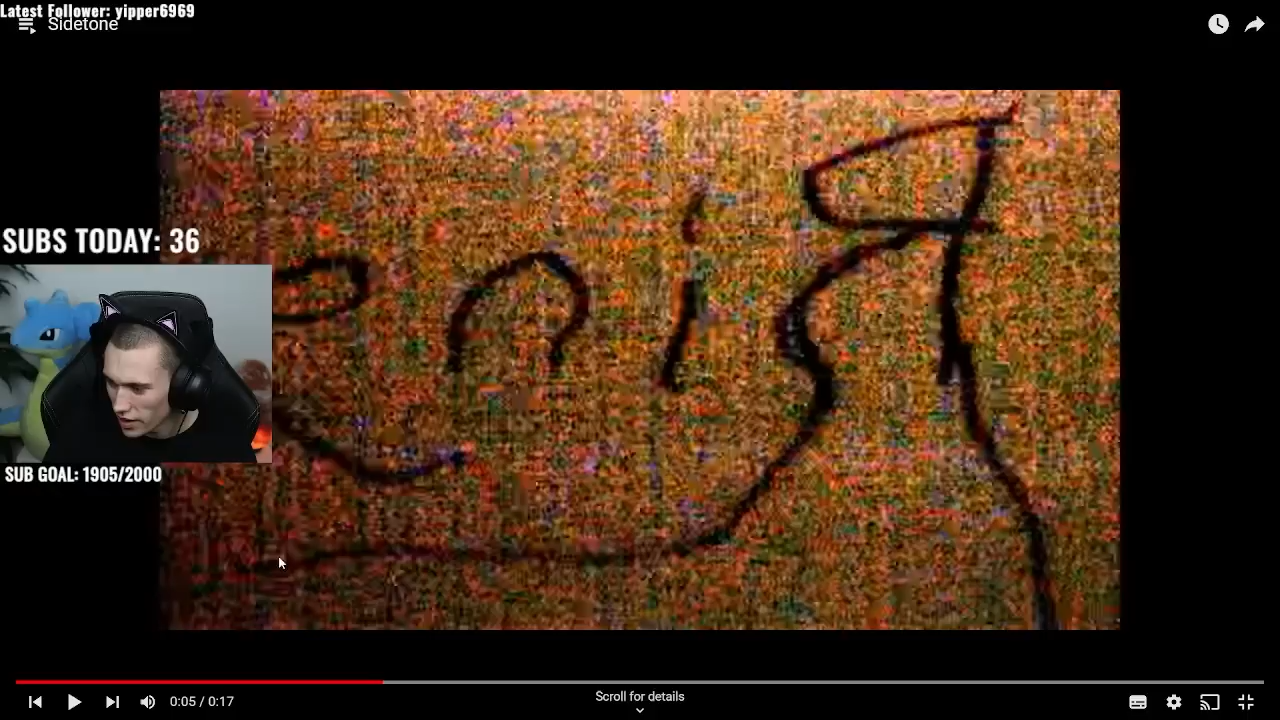 Latest Follower: yipper6969
Sidetone
SUBS TODAY: 36
SUB GOAL: 1905/2000
0:05 / 0:17
Scroll for details